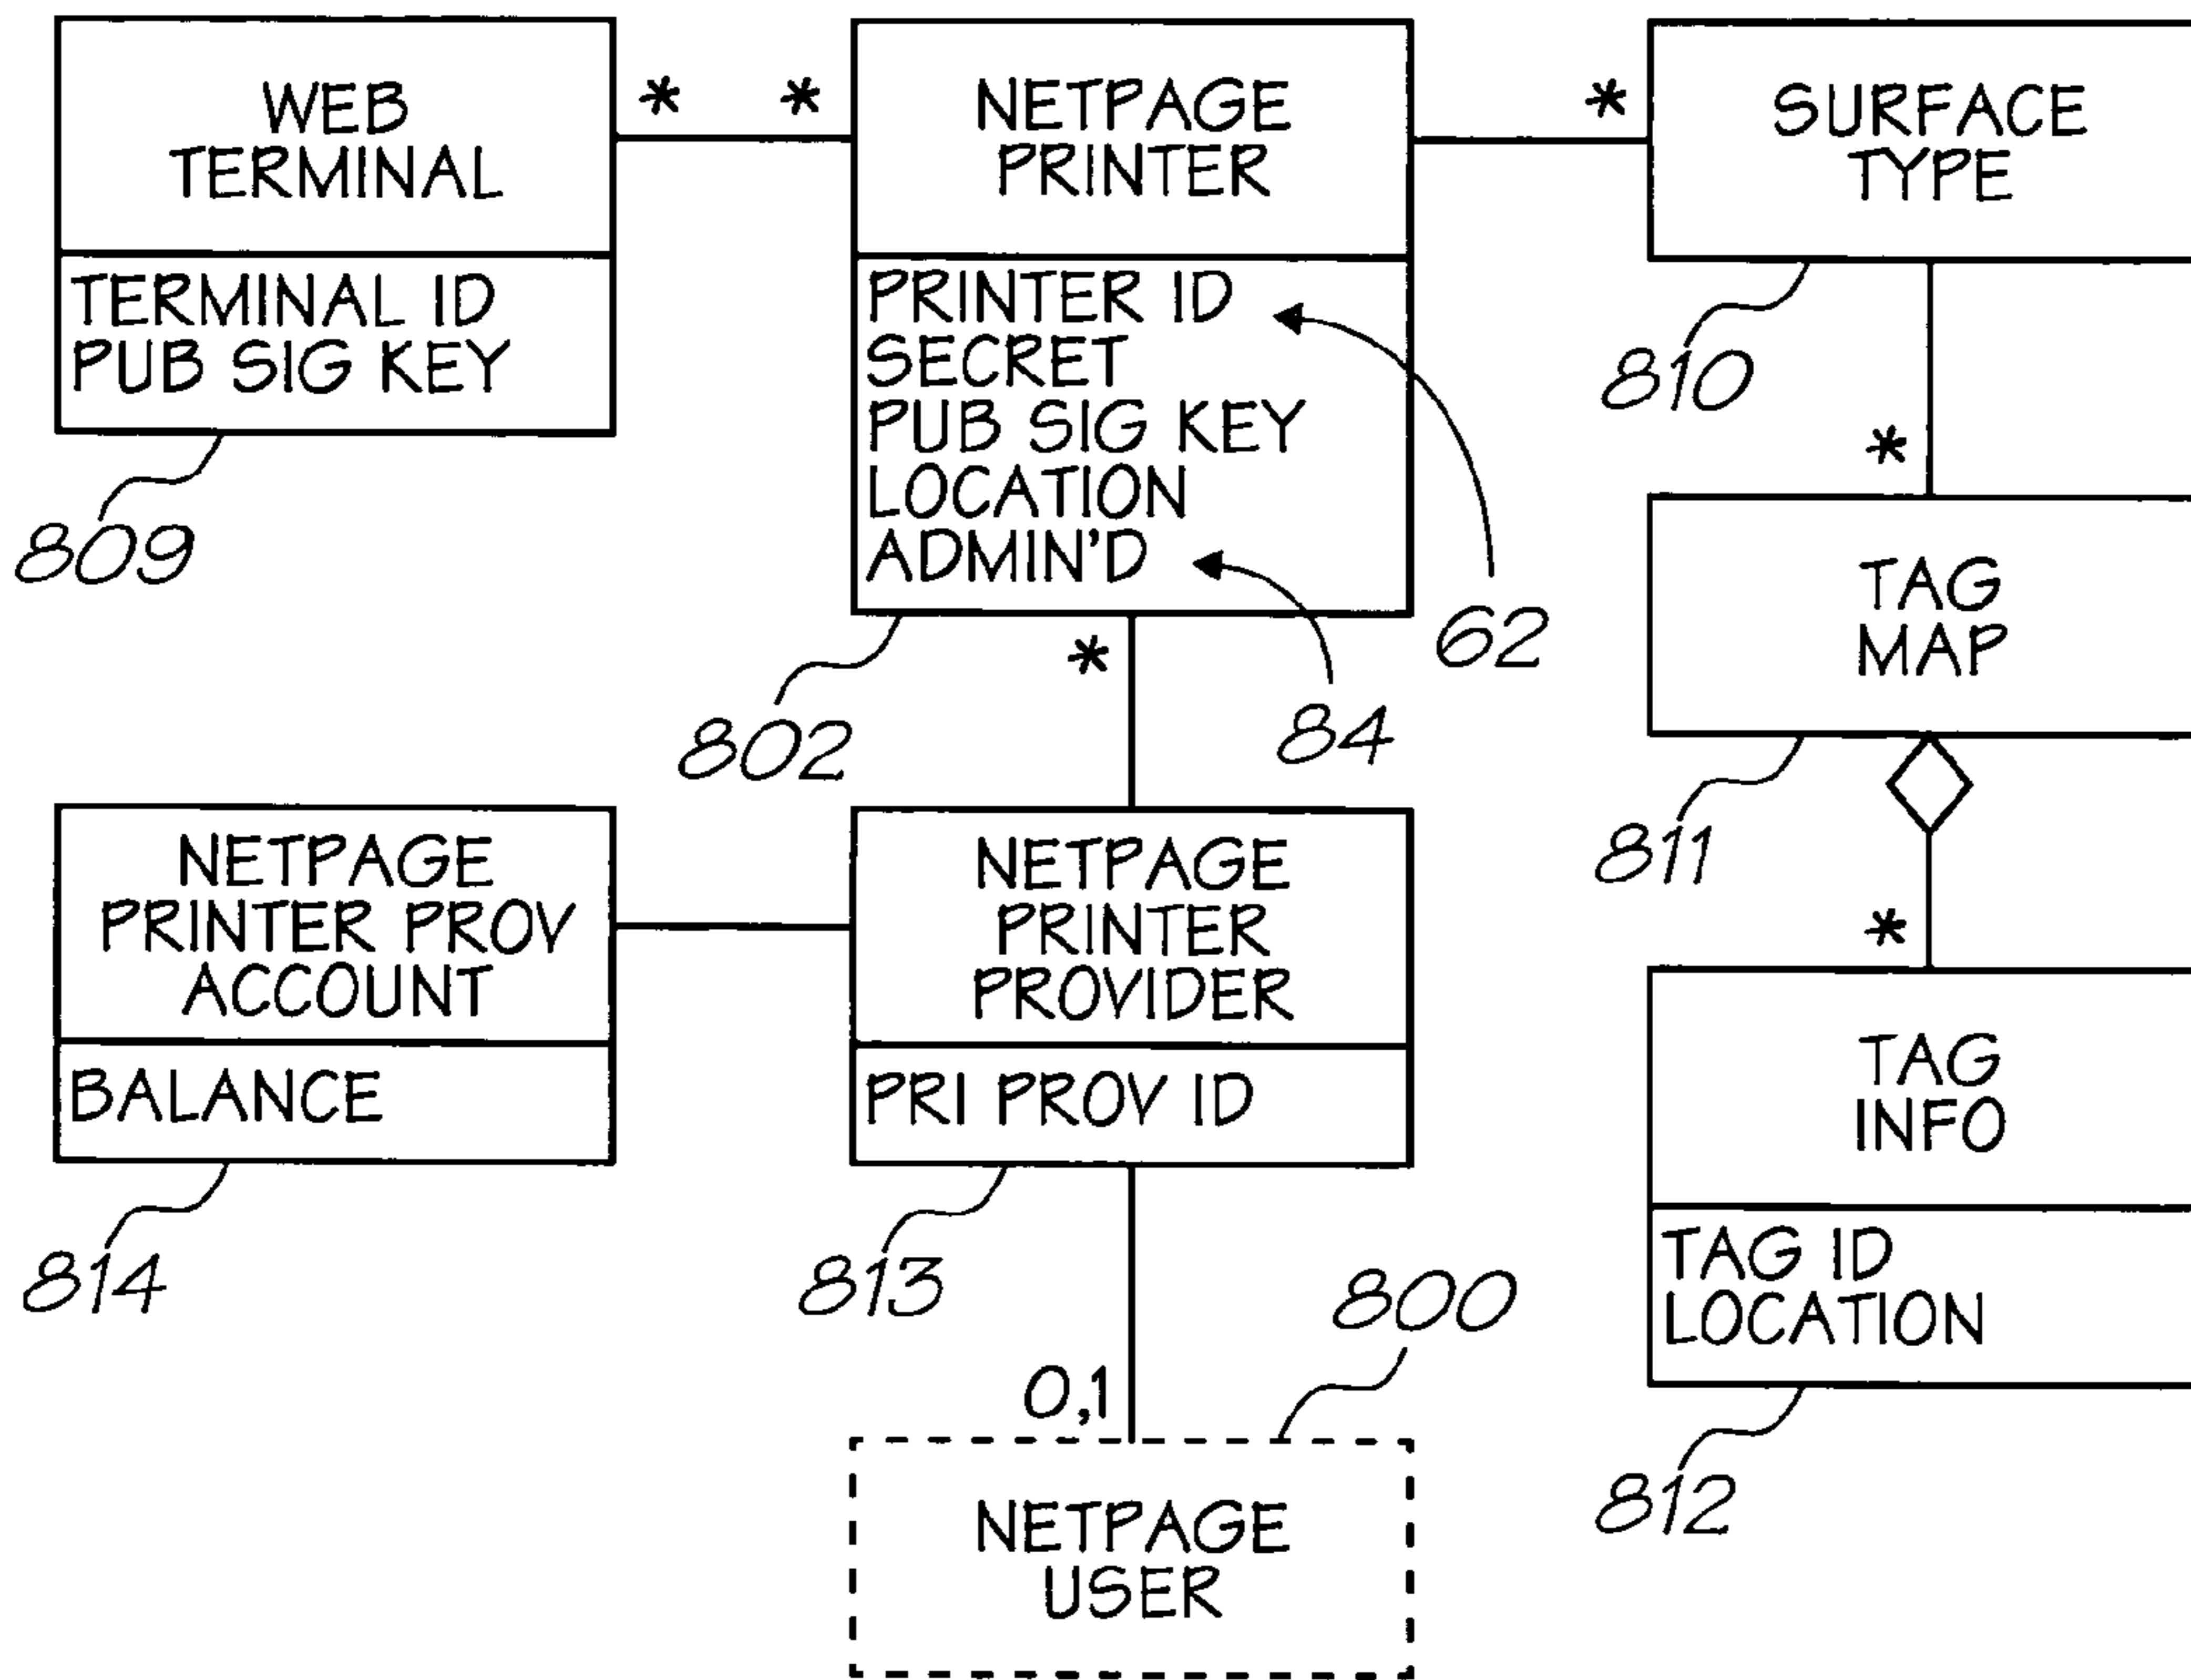 WEB
TERMINAL
TERMINAL ID
PUB SIG KEY
809
*
*
NETPAGE
PRINTER
PRINTER ID
SECRET
PUB SIG KEY
LOCATION
ADMIN'D
62
84
802
*
*
SURFACE
TYPE
810
*
TAG
MAP
811
*
TAG
INFO
TAG ID
LOCATION
812
NETPAGE
PRINTER PROV
ACCOUNT
BALANCE
814
NETPAGE
PRINTER
PROVIDER
PRI PROV ID
813
800
0,1
NETPAGE
USER